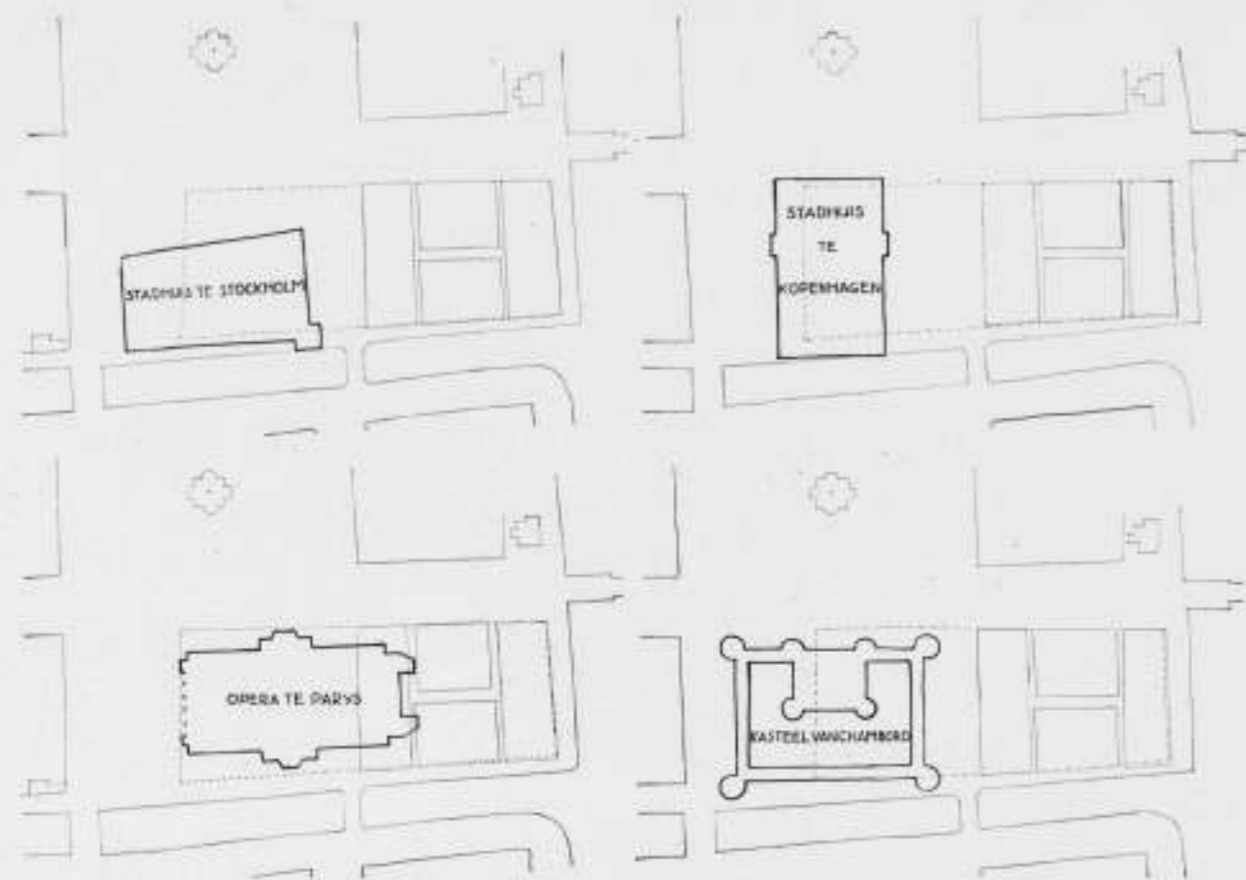 STADHUIS TE STOCKHOLM
STADHUIS
TE
KOPENHAGEN
OPERA TE PARYS
KASTEEL VAN CHAMBORD